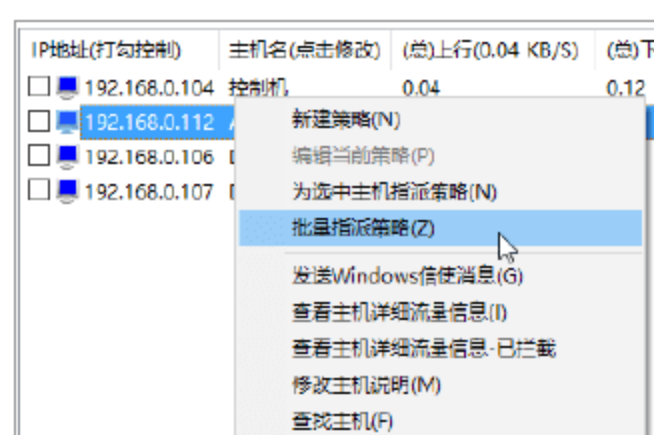 IP地址(打勾控制) 主机名(点击修改) (总)上行(0.04 KB/S) (总)
192.168.0.104 控制机 0.04 0.12
192.168.0.112
192.168.0.106
192.168.0.107
新建策略(N)
编辑当前策略(P)
为选中主机指派策略(N)
批量指派策略(Z)
发送Windows信使消息(G)
查看主机详细流量信息(I)
查看主机详细流量信息-已拦截
修改主机说明(M)
查找主机(F)